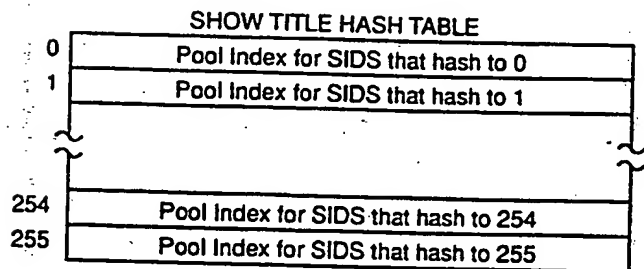 SHOW TITLE HASH TABLE
0 Pool Index for SIDS that hash to 0
1 Pool Index for SIDS that hash to 1
254 Pool Index for SIDS that hash to 254
255 Pool Index for SIDS that hash to 255